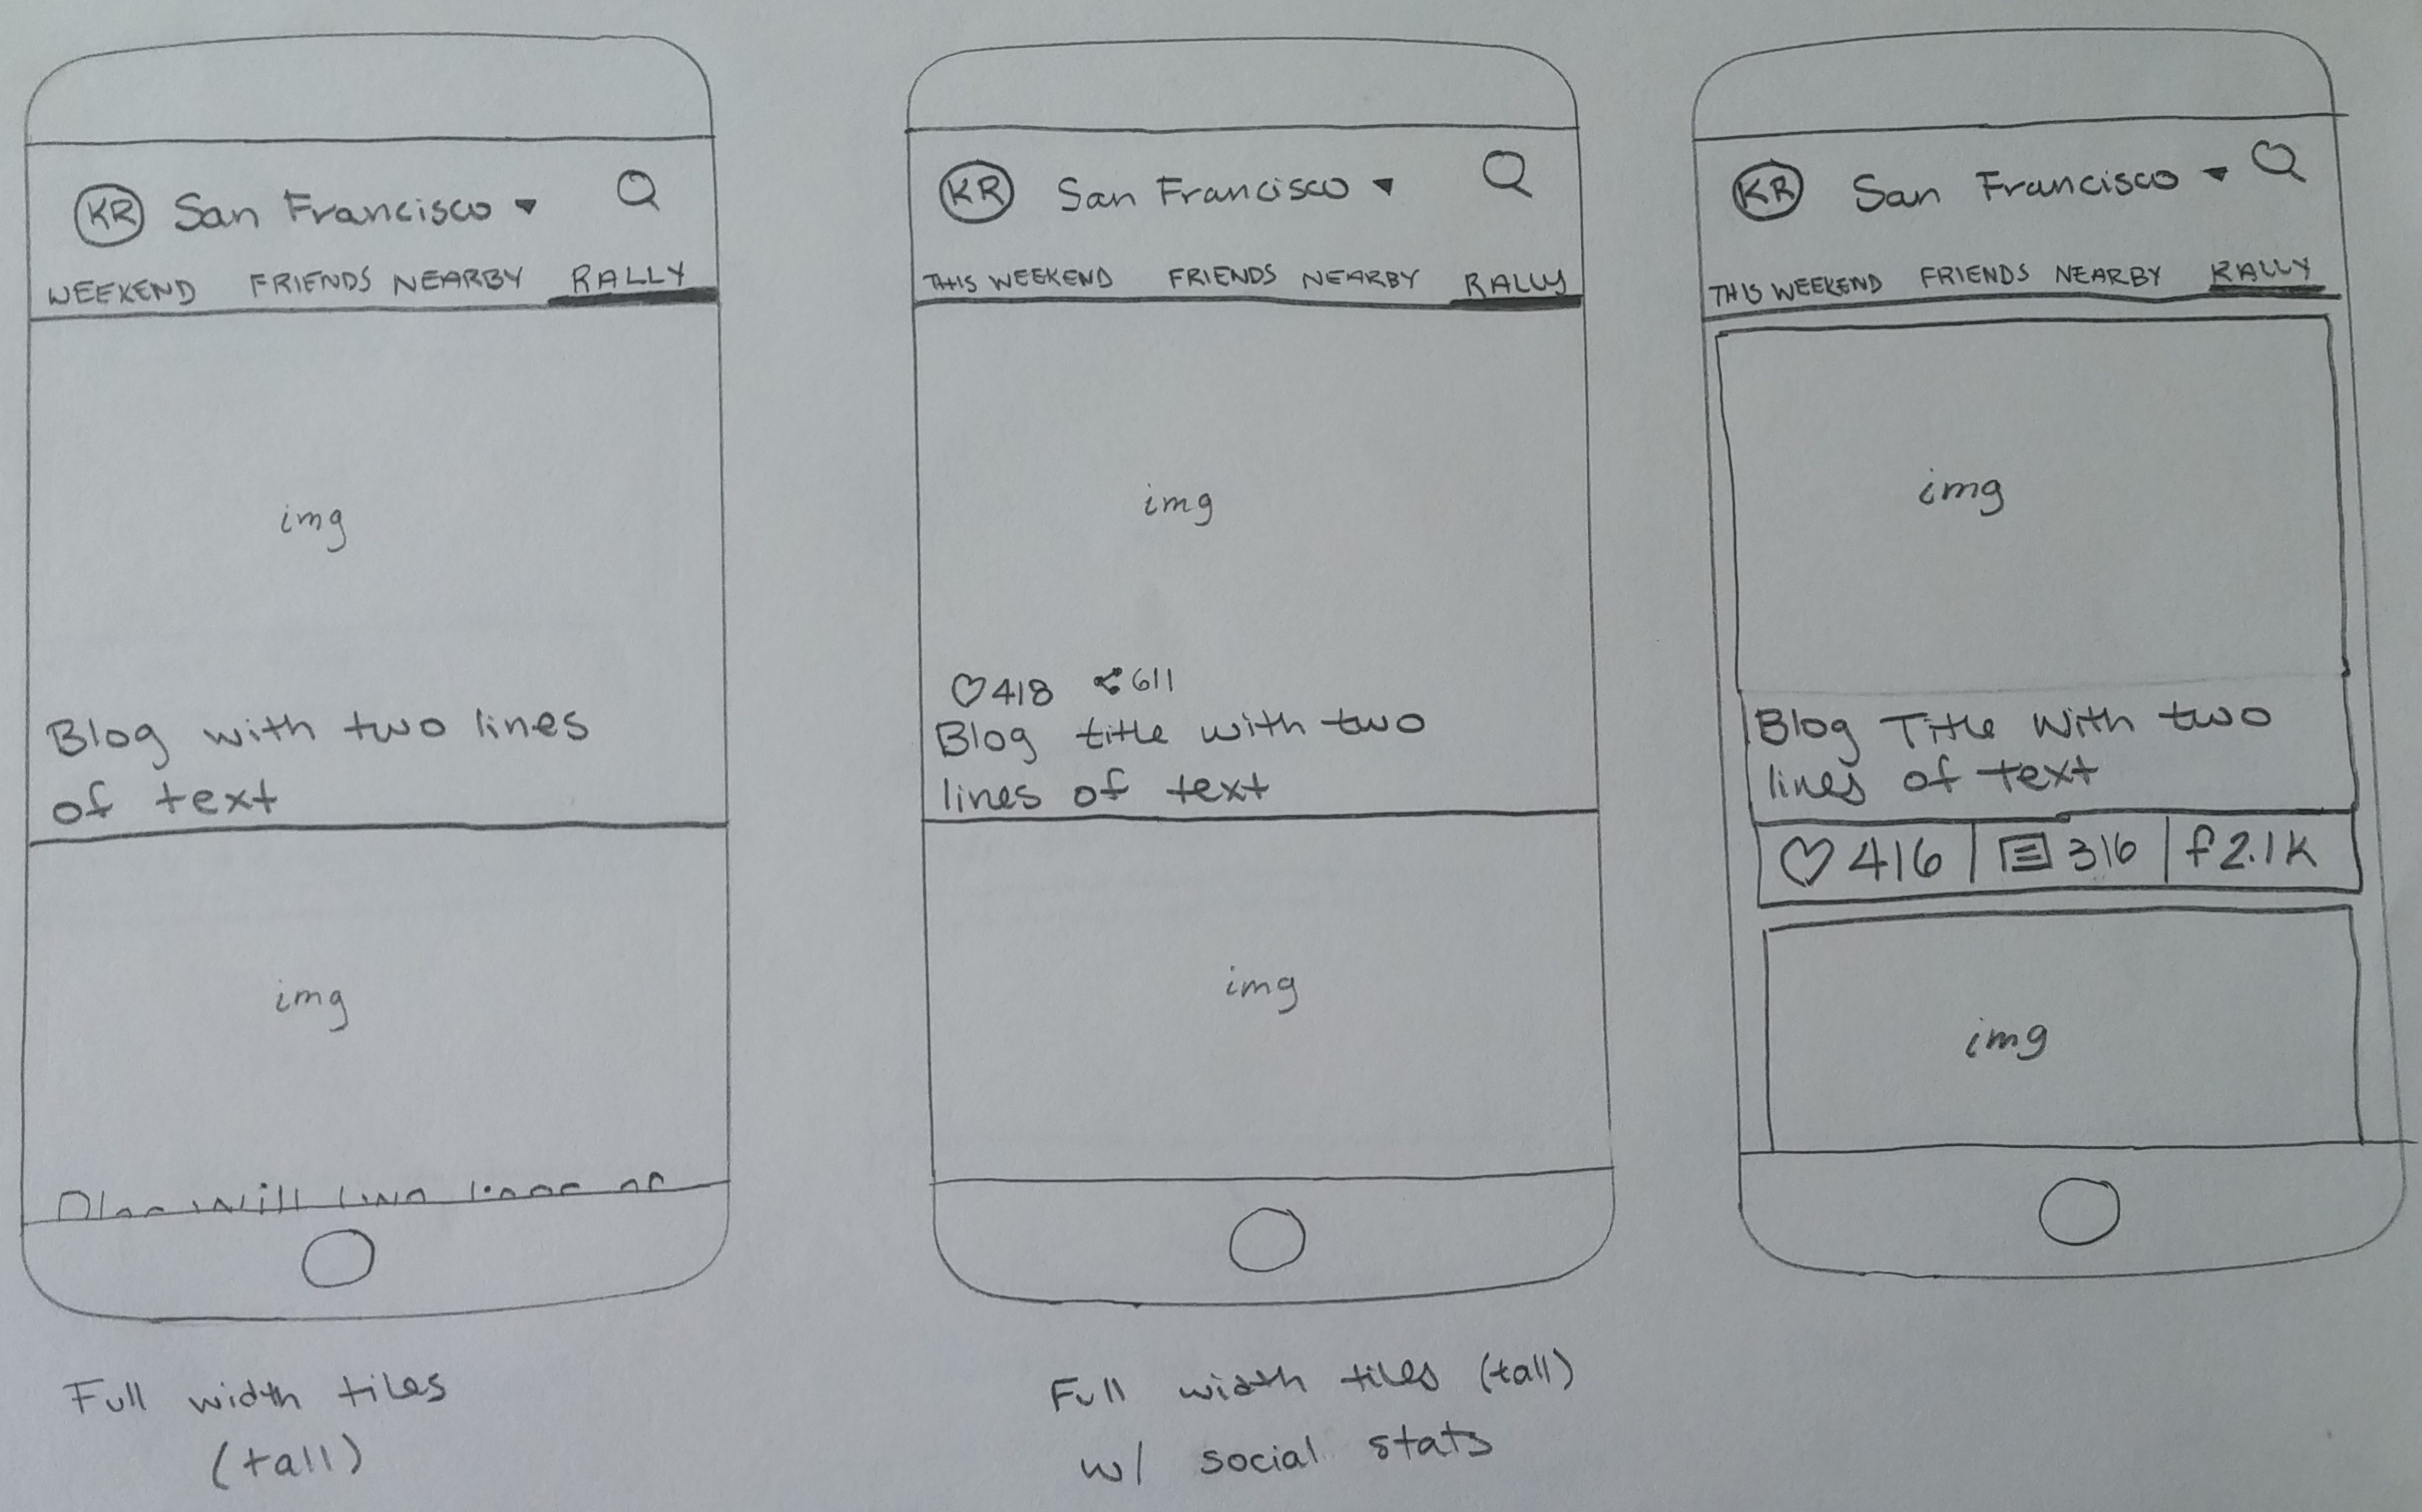 KR San Francisco
WEEKEND FRIENDS NEARBY RALLY
img
Blog with two lines
of text
img
Full width tiles
(tall)
KR San Francisco
THIS WEEKEND FRIENDS NEARBY RALLY
img
418 611
Blog title with two
lines of text
img
Full width tiles (tall)
w/ social stats
KR San Francisco
THIS WEEKEND FRIENDS NEARBY RALLY
img
Blog Title with two
lines of text
416 316 f 2.1K
img